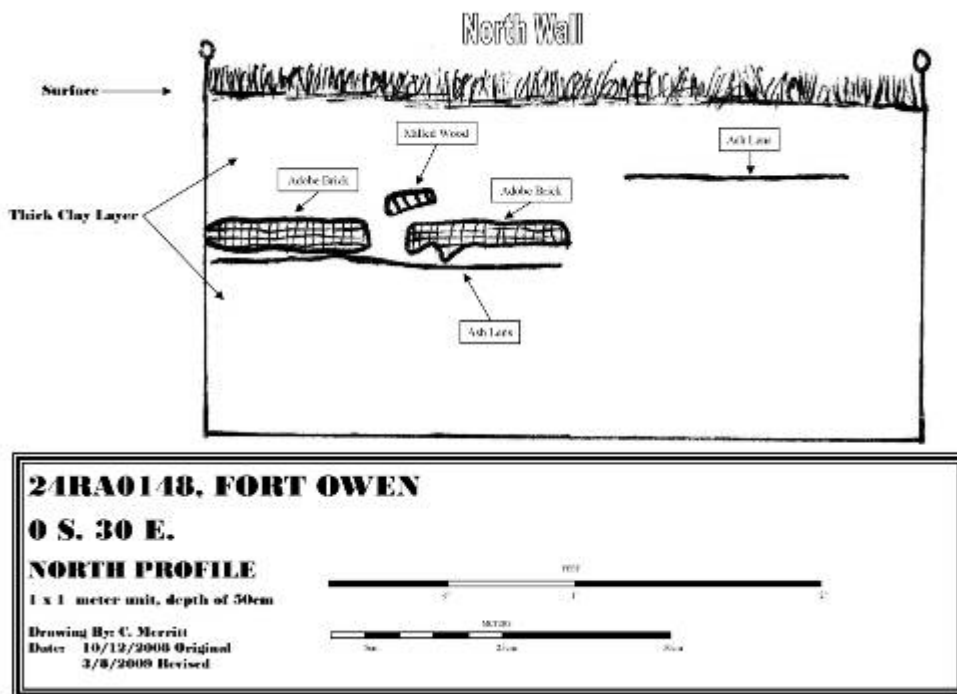 North Wall
Surface
Milled Wood
Ash Lens
Adobe Brick
Adobe Brick
Thick Clay Layer
Ash Lens
24RA0148, FORT OWEN
0 S. 30 E.
NORTH PROFILE
1 x 1 meter unit, depth of 50cm
Drawing By: C. Merritt
Date: 10/12/2008 Original
3/8/2009 Revised
FEET
METERS